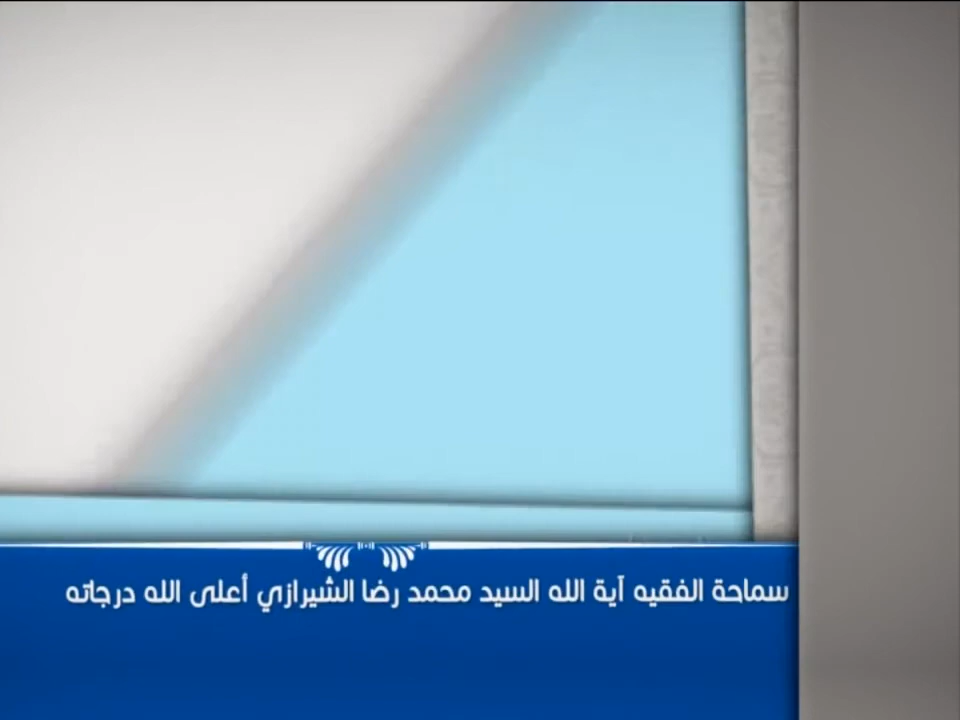 سماحة الفقيه آية الله السيد محمد رضا الشيرازي أعلى الله درجاته